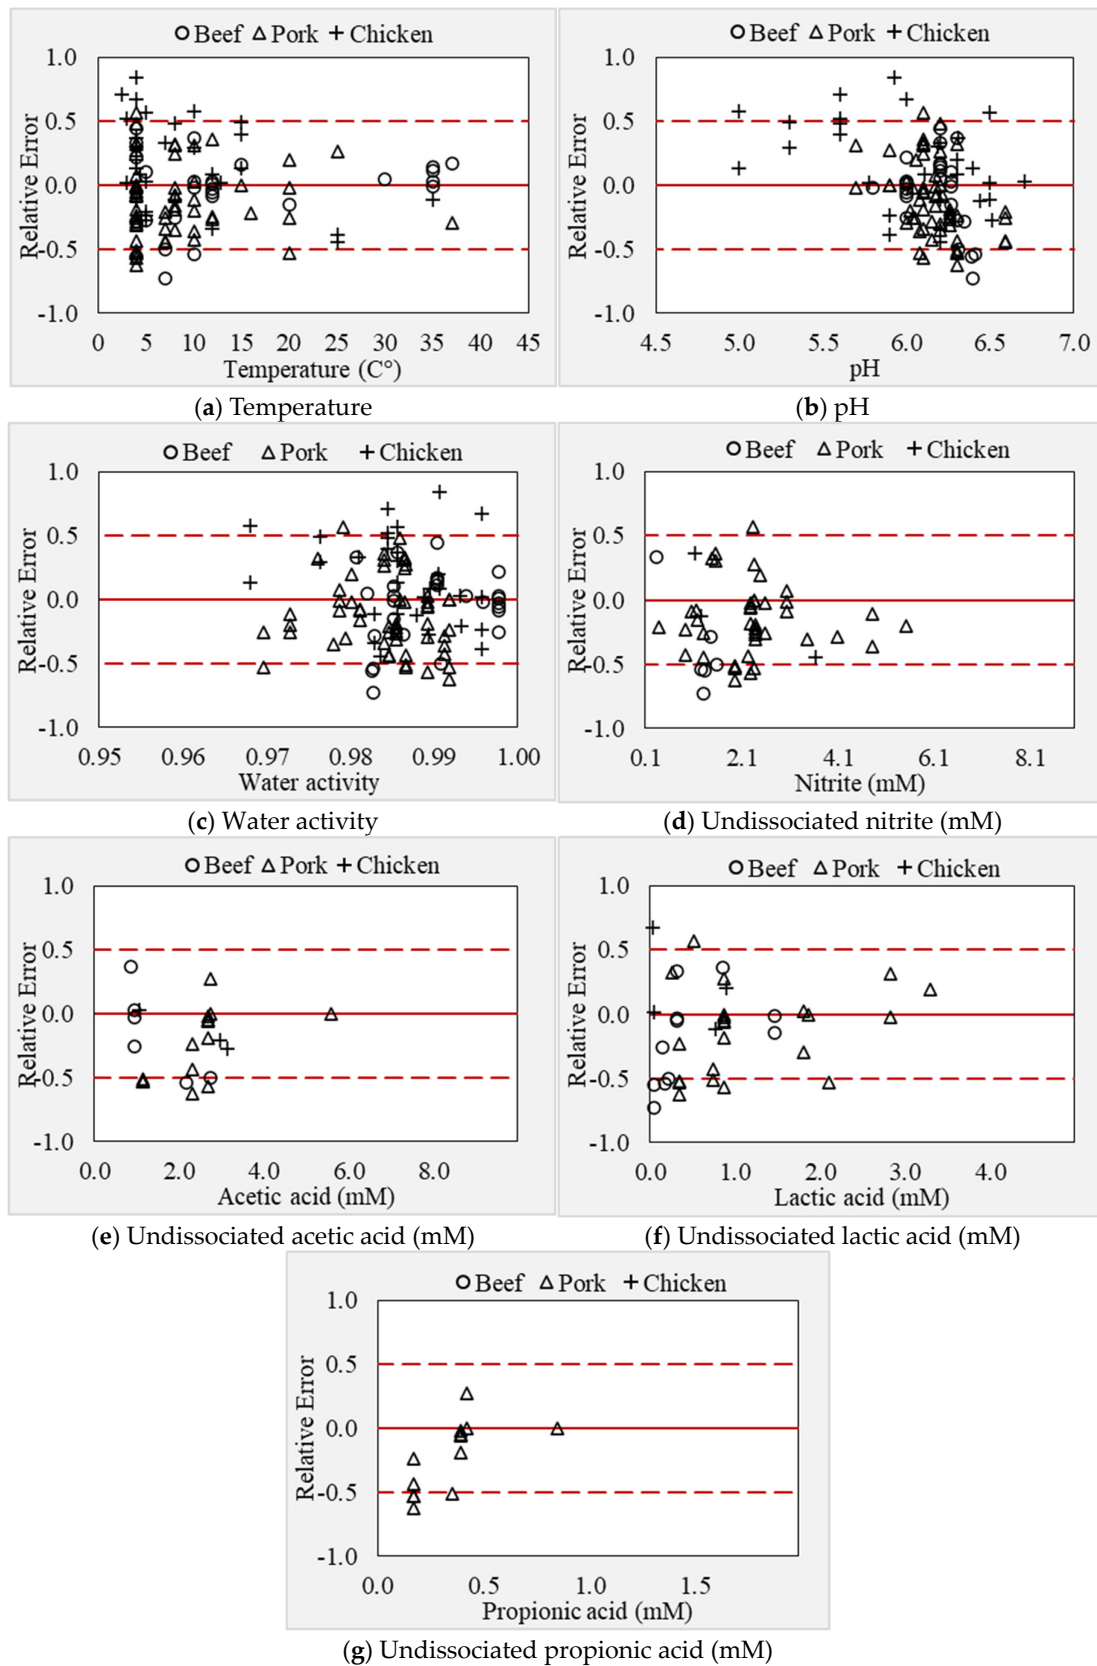 Beef Pork Chicken Beef Pork Chicken
1.0 1.0
0.5 0.5
0.0 0.0
-0.5 -0.5
-1.0 -1.0
Relative Error Relative Error
0 5 10 15 20 25 30 35 40 45 4.5 5.0 5.5 6.0 6.5 7.0
Temperature (C°) pH
(a) Temperature (b) pH
Beef Pork Chicken Beef Pork Chicken
1.0 1.0
0.5 0.5
0.0 0.0
-0.5 -0.5
-1.0 -1.0
Relative Error Relative Error
0.95 0.96 0.97 0.98 0.99 1.00 0.1 2.1 4.1 6.1 8.1
Water activity Nitrite (mM)
(c) Water activity (d) Undissociated nitrite (mM)
Beef Pork Chicken Beef Pork Chicken
1.0 1.0
0.5 0.5
0.0 0.0
-0.5 -0.5
-1.0 -1.0
Relative Error Relative Error
0.0 2.0 4.0 6.0 8.0 0.0 1.0 2.0 3.0 4.0
Acetic acid (mM) Lactic acid (mM)
(e) Undissociated acetic acid (mM) (f) Undissociated lactic acid (mM)
Beef Pork Chicken
1.0
0.5
0.0
-0.5
-1.0
Relative Error
0.0 0.5 1.0 1.5
Propionic acid (mM)
(g) Undissociated propionic acid (mM)